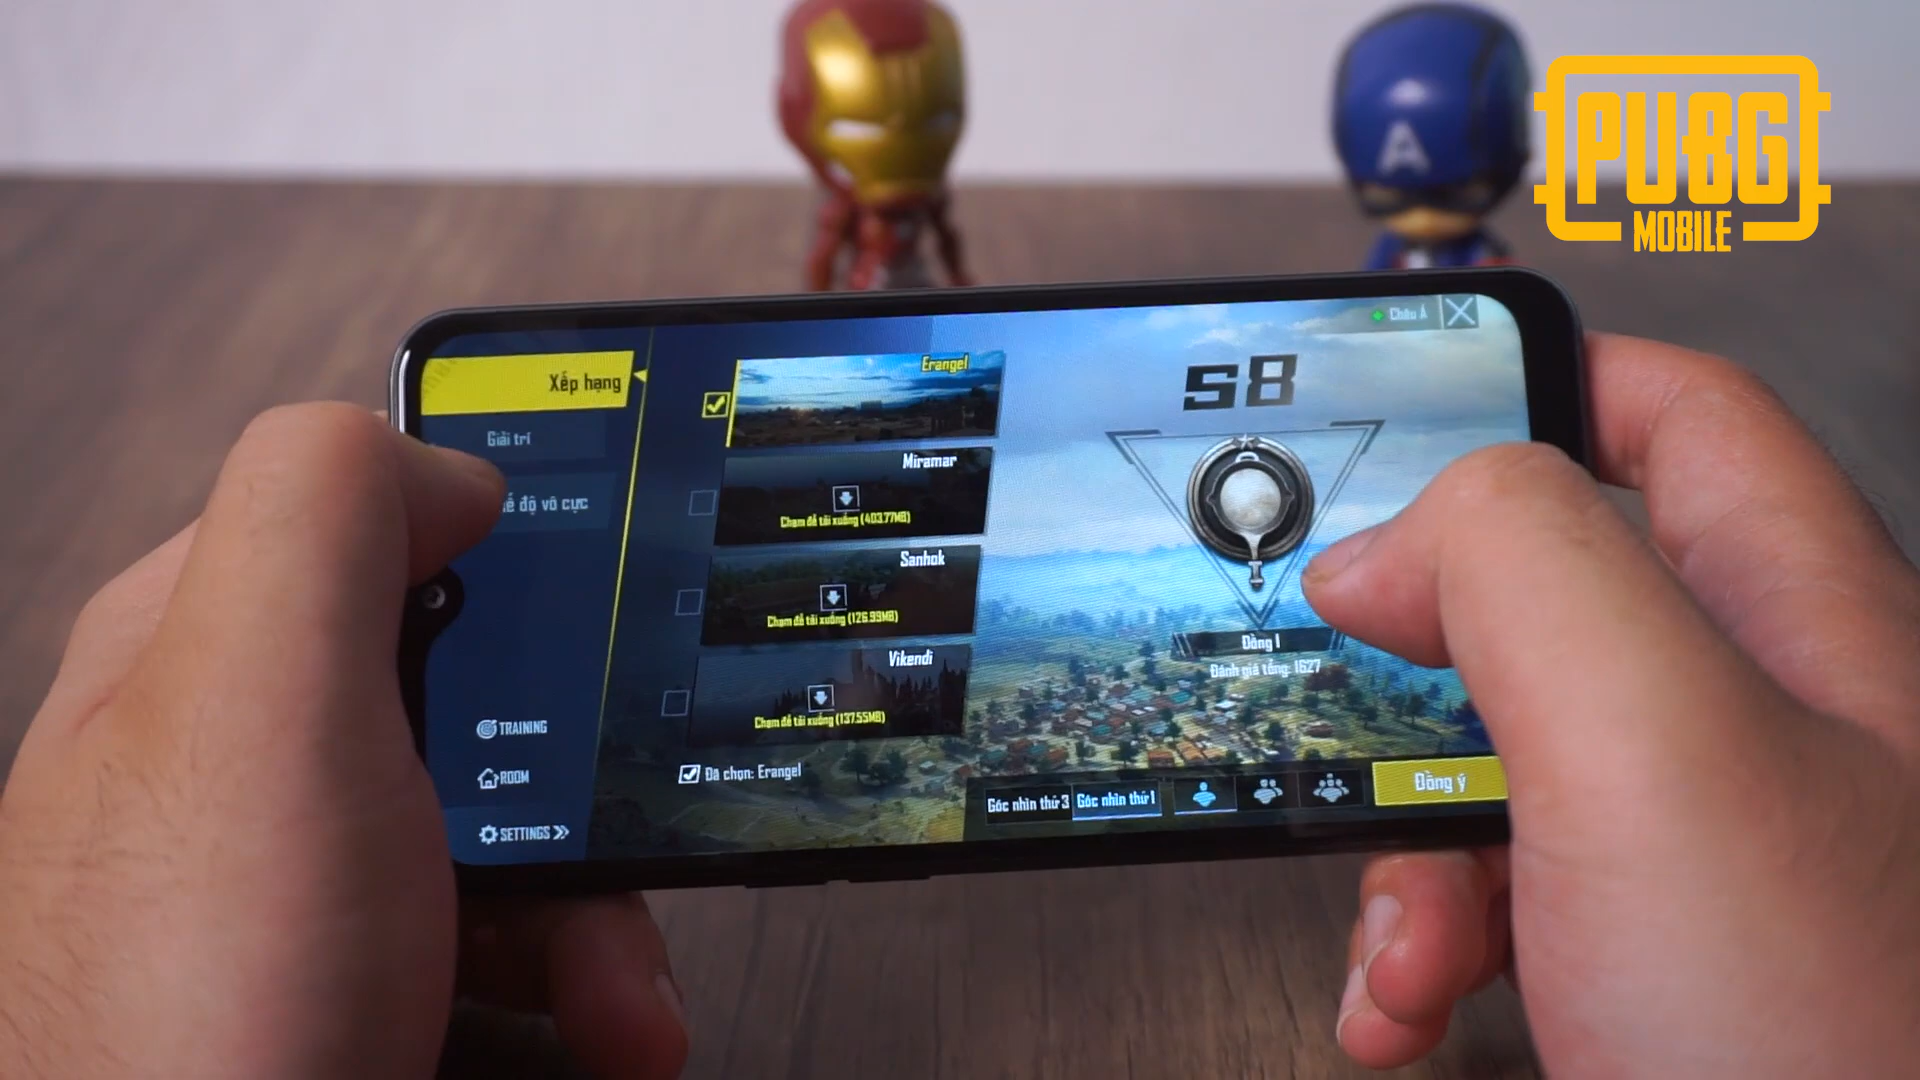 PUBG
MOBILE
A
Châu Á
Xếp hạng
Giải trí
độ vô cực
TRAINING
ROOM
SETTINGS
Erangel
Miramar
Chạm để tải xuống (403.77MB)
Sanhok
Chạm để tải xuống (126.99MB)
Vikendi
Chạm để tải xuống (137.55MB)
Đã chọn: Erangel
S8
Đồng I
Đánh giá tổng: 1627
Góc nhìn thứ 3
Góc nhìn thứ 1
Đồng ý